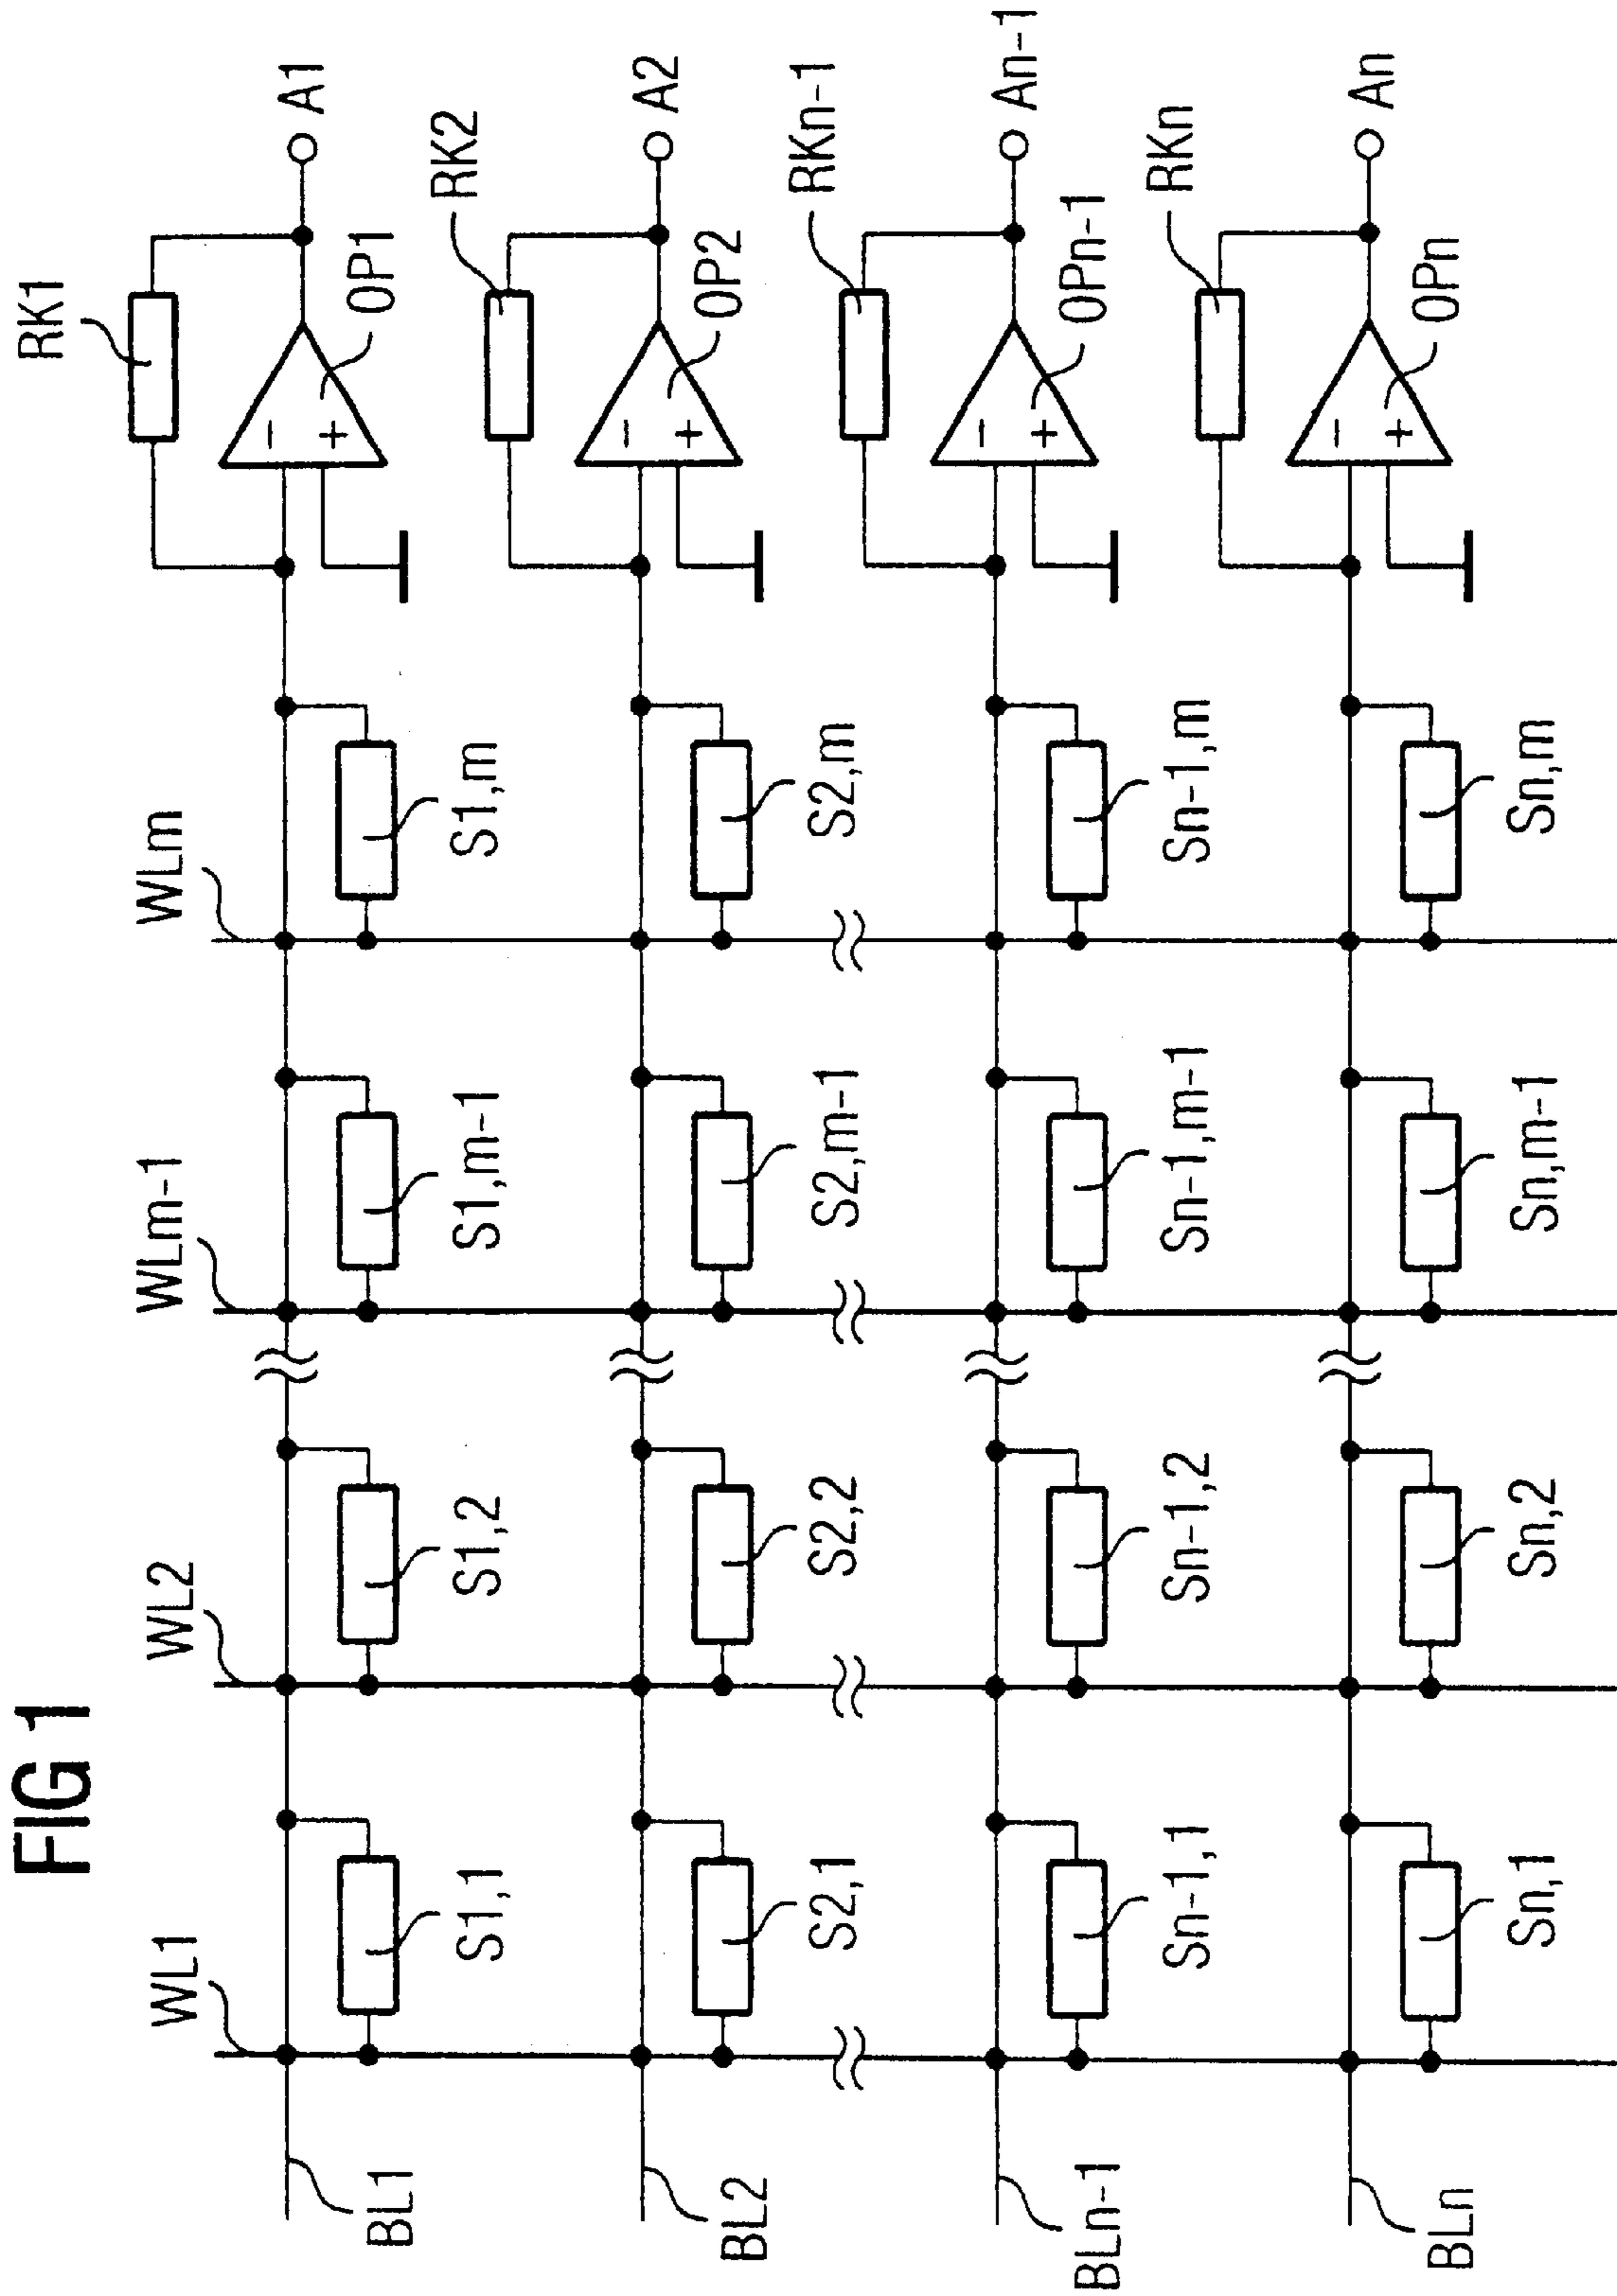 FIG 1
RK1
A1
OP1
WL1
WL2
WLm-1
WLm
BL1
S1,1
S1,2
S1,m-1
S1,m
RK2
A2
OP2
BL2
S2,1
S2,2
S2,m-1
S2,m
RKn-1
An-1
OPn-1
BLn-1
Sn-1,1
Sn-1,2
Sn-1,m-1
Sn-1,m
RKn
An
OPn
BLn
Sn,1
Sn,2
Sn,m-1
Sn,m
- +
- +
- +
- +